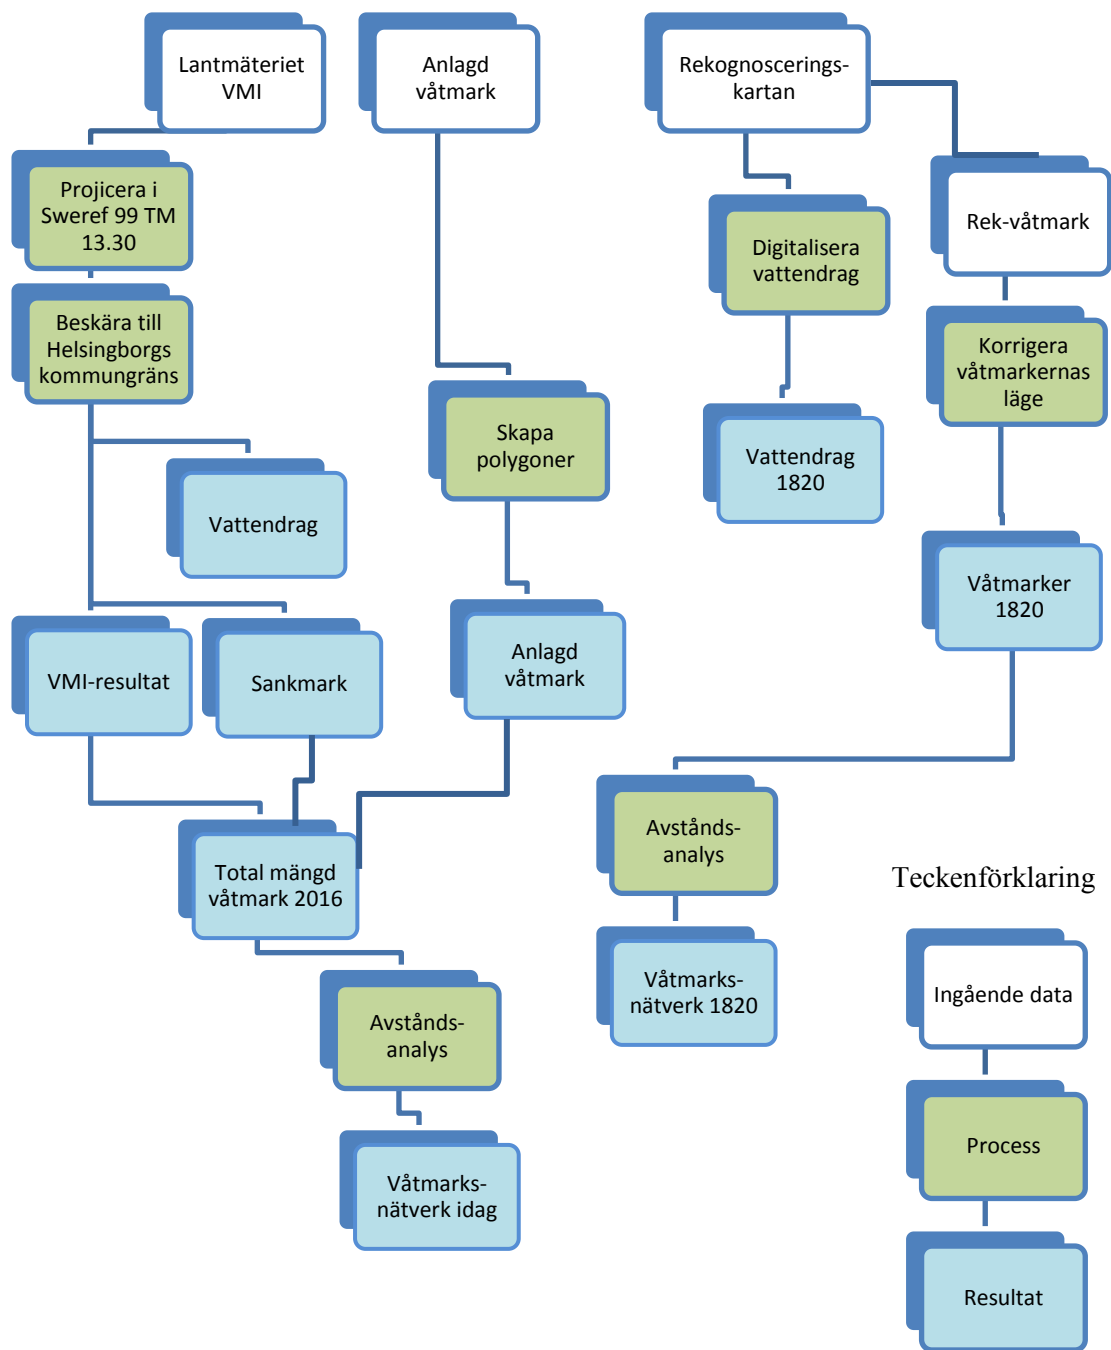 Lantmäteriet
VMI
Anlagd
våtmark
Rekognoscerings-
kartan
Projicera i
Sweref 99 TM
13.30
Rek-våtmark
Digitalisera
vattendrag
Beskära till
Helsingborgs
kommungräns
Korrigera
våtmarkernas
läge
Skapa
polygoner
Vattendrag
1820
Vattendrag
Våtmarker
1820
VMI-resultat
Sankmark
Anlagd
våtmark
Avstånds-
analys
Total mängd
våtmark 2016
Teckenförklaring
Våtmarks-
nätverk 1820
Ingående data
Avstånds-
analys
Process
Våtmarks-
nätverk idag
Resultat